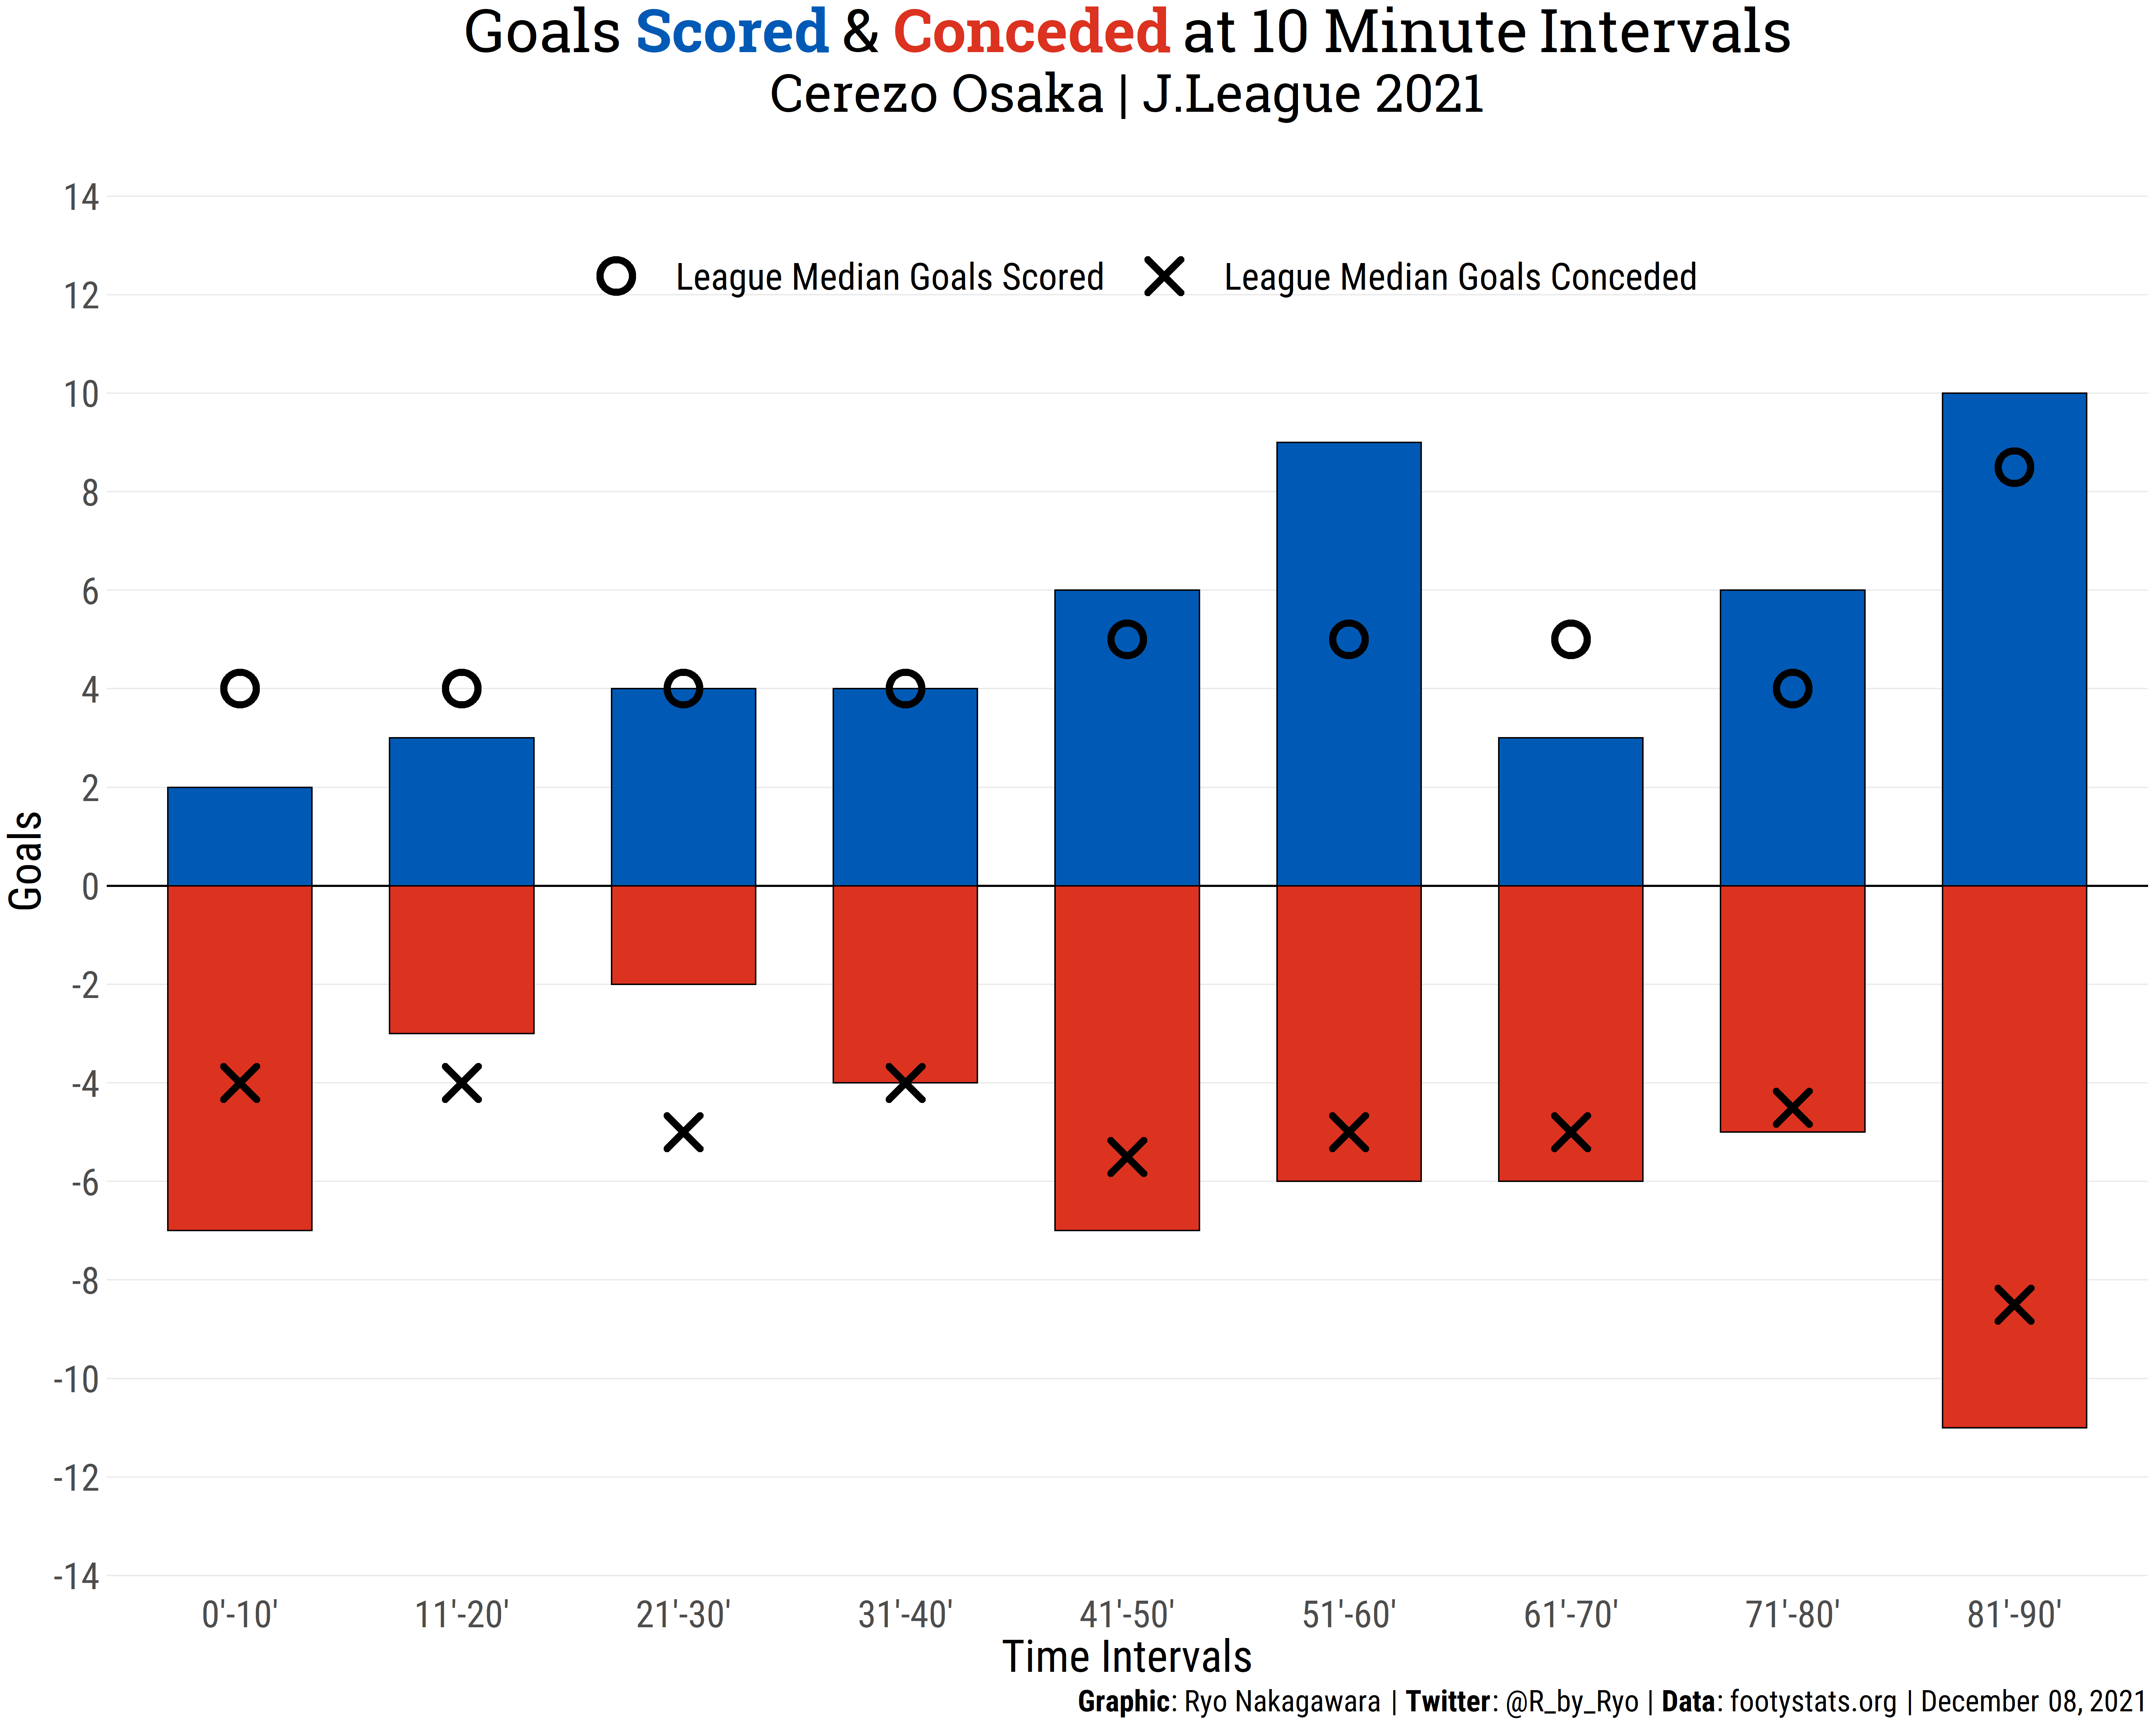 Goals Scored & Conceded at 10 Minute Intervals
Cerezo Osaka | J.League 2021
14
League Median Goals Scored
League Median Goals Conceded
12
10
8
6
4
2
0
Goals
-2
-4
-6
-8
-10
-12
-14
0'-10' 11'-20' 21'-30' 31'-40' 41'-50' 51'-60' 61'-70' 71'-80' 81'-90'
Time Intervals
Graphic: Ryo Nakagawara | Twitter: @R_by_Ryo | Data: footystats.org | December 08, 2021